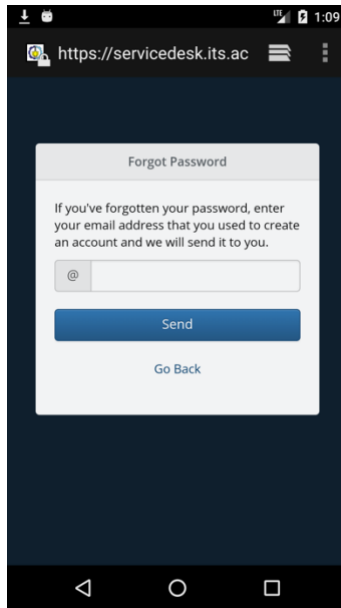 LTE 1:09
https://servicedesk.its.ac
Forgot Password
If you've forgotten your password, enter
your email address that you used to create
an account and we will send it to you.
@
Send
Go Back